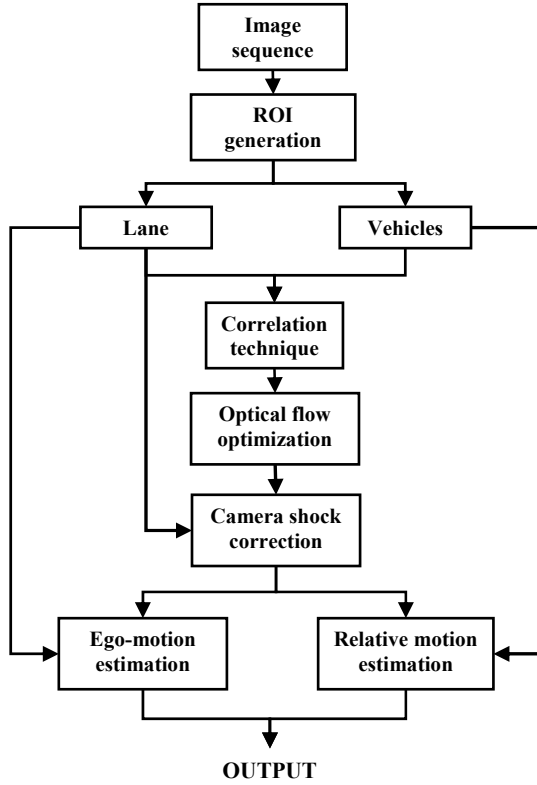 Image
sequence
ROI
generation
Lane
Vehicles
Correlation
technique
Optical flow
optimization
Camera shock
correction
Ego-motion
estimation
Relative motion
estimation
OUTPUT